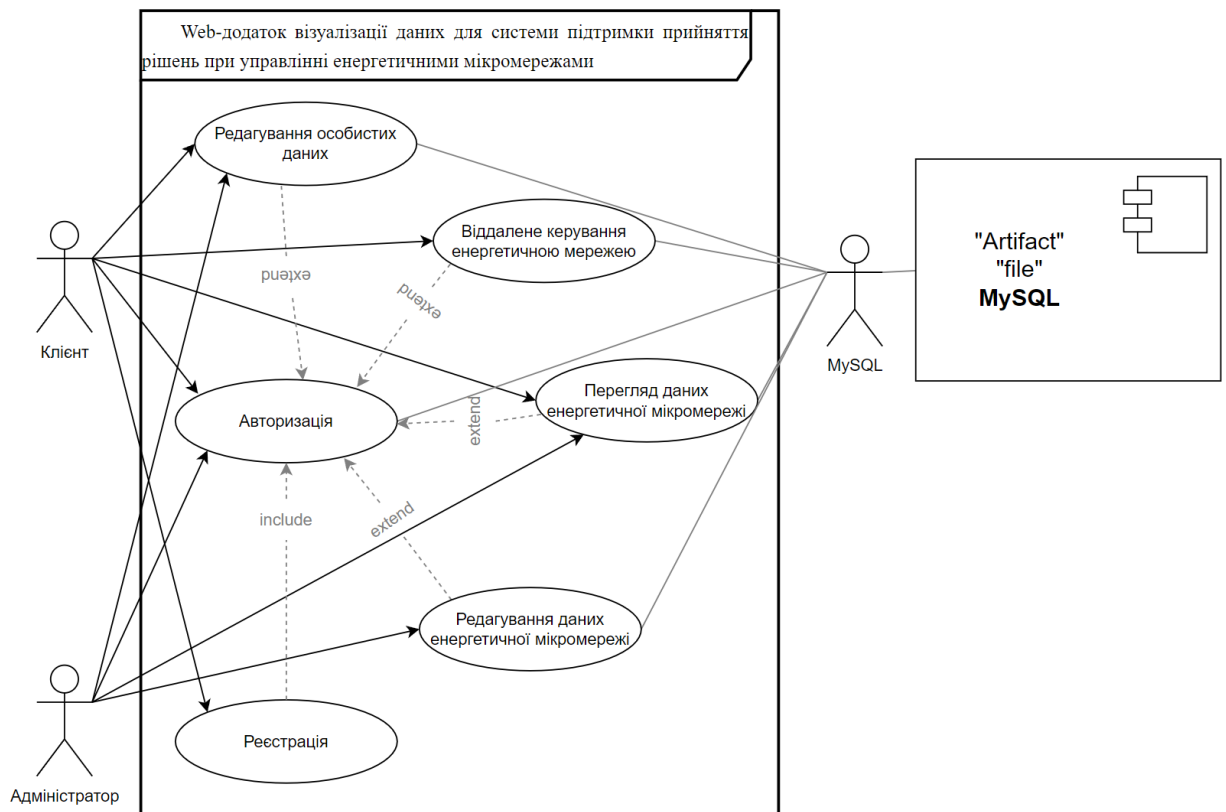 Web-додаток візуалізації даних для системи підтримки прийняття
рішень при управлінні енергетичними мікромережами
Редагування особистих
даних
Віддалене керування
енергетичною мережею
extend
extend
Клієнт
MySQL
"Artifact"
"file"
MySQL
Перегляд даних
енергетичної мікромережі
Авторизація
extend
include
extend
Редагування даних
енергетичної мікромережі
Реєстрація
Адміністратор